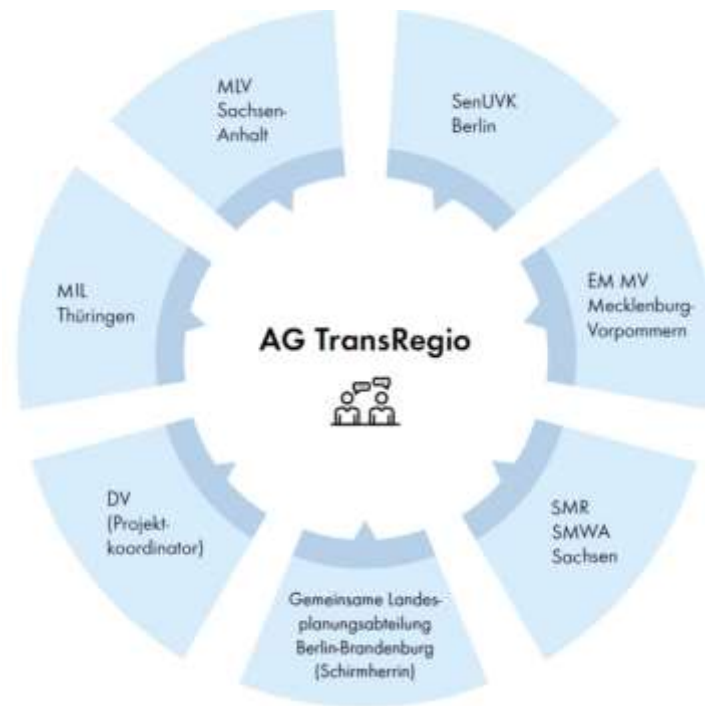 MLV
Sachsen-
Anhalt
SenUVK
Berlin
EM MV
Mecklenburg-
Vorpommern
MIL
Thüringen
AG TransRegio
DV
(Projekt-
koordinator)
SMR
SMWA
Sachsen
Gemeinsame Landes-
planungsabteilung
Berlin-Brandenburg
(Schirmherrin)